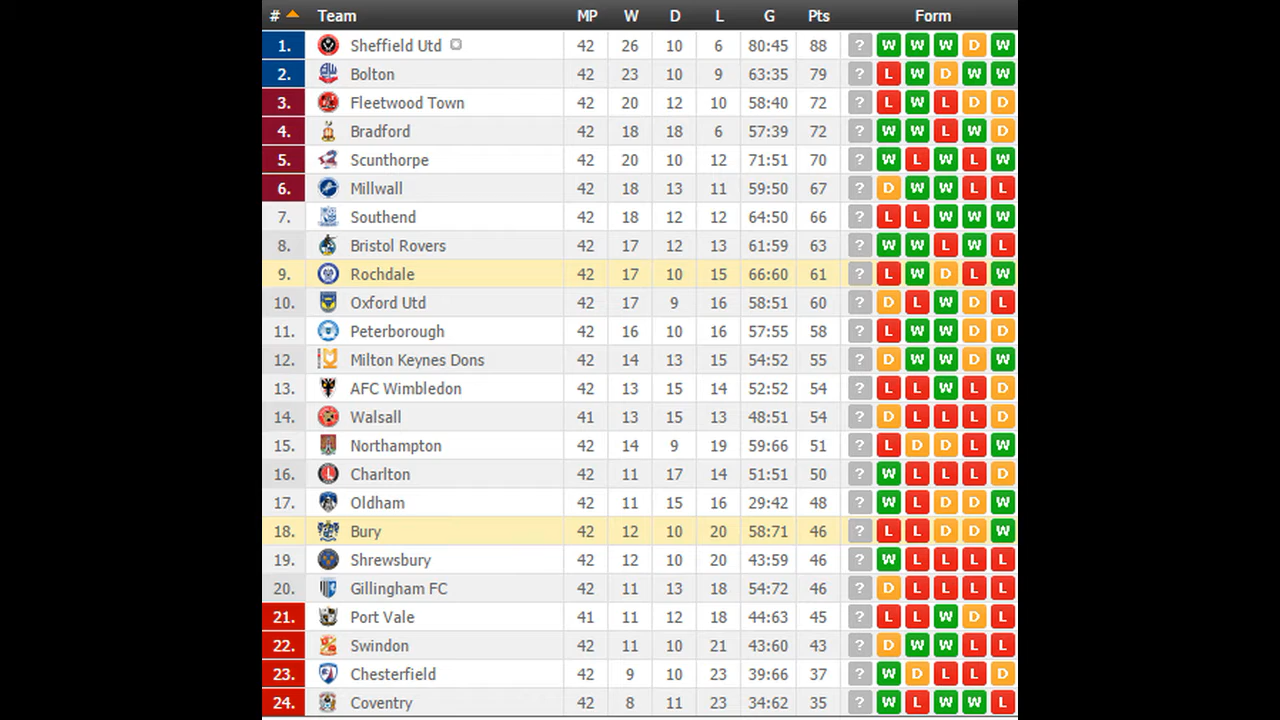 # Team MP W D L G Pts Form
1. Sheffield Utd 42 26 10 6 80:45 88 ? W W W D W
2. Bolton 42 23 10 9 63:35 79 ? L W D W W
3. Fleetwood Town 42 20 12 10 58:40 72 ? L W L D D
4. Bradford 42 18 18 6 57:39 72 ? W W L W D
5. Scunthorpe 42 20 10 12 71:51 70 ? W L W L W
6. Millwall 42 18 13 11 59:50 67 ? D W W L L
7. Southend 42 18 12 12 64:50 66 ? L L W W W
8. Bristol Rovers 42 17 12 13 61:59 63 ? W W L W L
9. Rochdale 42 17 10 15 66:60 61 ? L W D L W
10. Oxford Utd 42 17 9 16 58:51 60 ? D L W D L
11. Peterborough 42 16 10 16 57:55 58 ? L W W D D
12. Milton Keynes Dons 42 14 13 15 54:52 55 ? D W W D W
13. AFC Wimbledon 42 13 15 14 52:52 54 ? L L W L D
14. Walsall 41 13 15 13 48:51 54 ? D L L L D
15. Northampton 42 14 9 19 59:66 51 ? L D D L W
16. Charlton 42 11 17 14 51:51 50 ? W L L L D
17. Oldham 42 11 15 16 29:42 48 ? W L D D W
18. Bury 42 12 10 20 58:71 46 ? L L D D W
19. Shrewsbury 42 12 10 20 43:59 46 ? W L L L L
20. Gillingham FC 42 11 13 18 54:72 46 ? D L L L L
21. Port Vale 41 11 12 18 44:63 45 ? L L W D L
22. Swindon 42 11 10 21 43:60 43 ? D W W L L
23. Chesterfield 42 9 10 23 39:66 37 ? W D L L D
24. Coventry 42 8 11 23 34:62 35 ? W L W W L